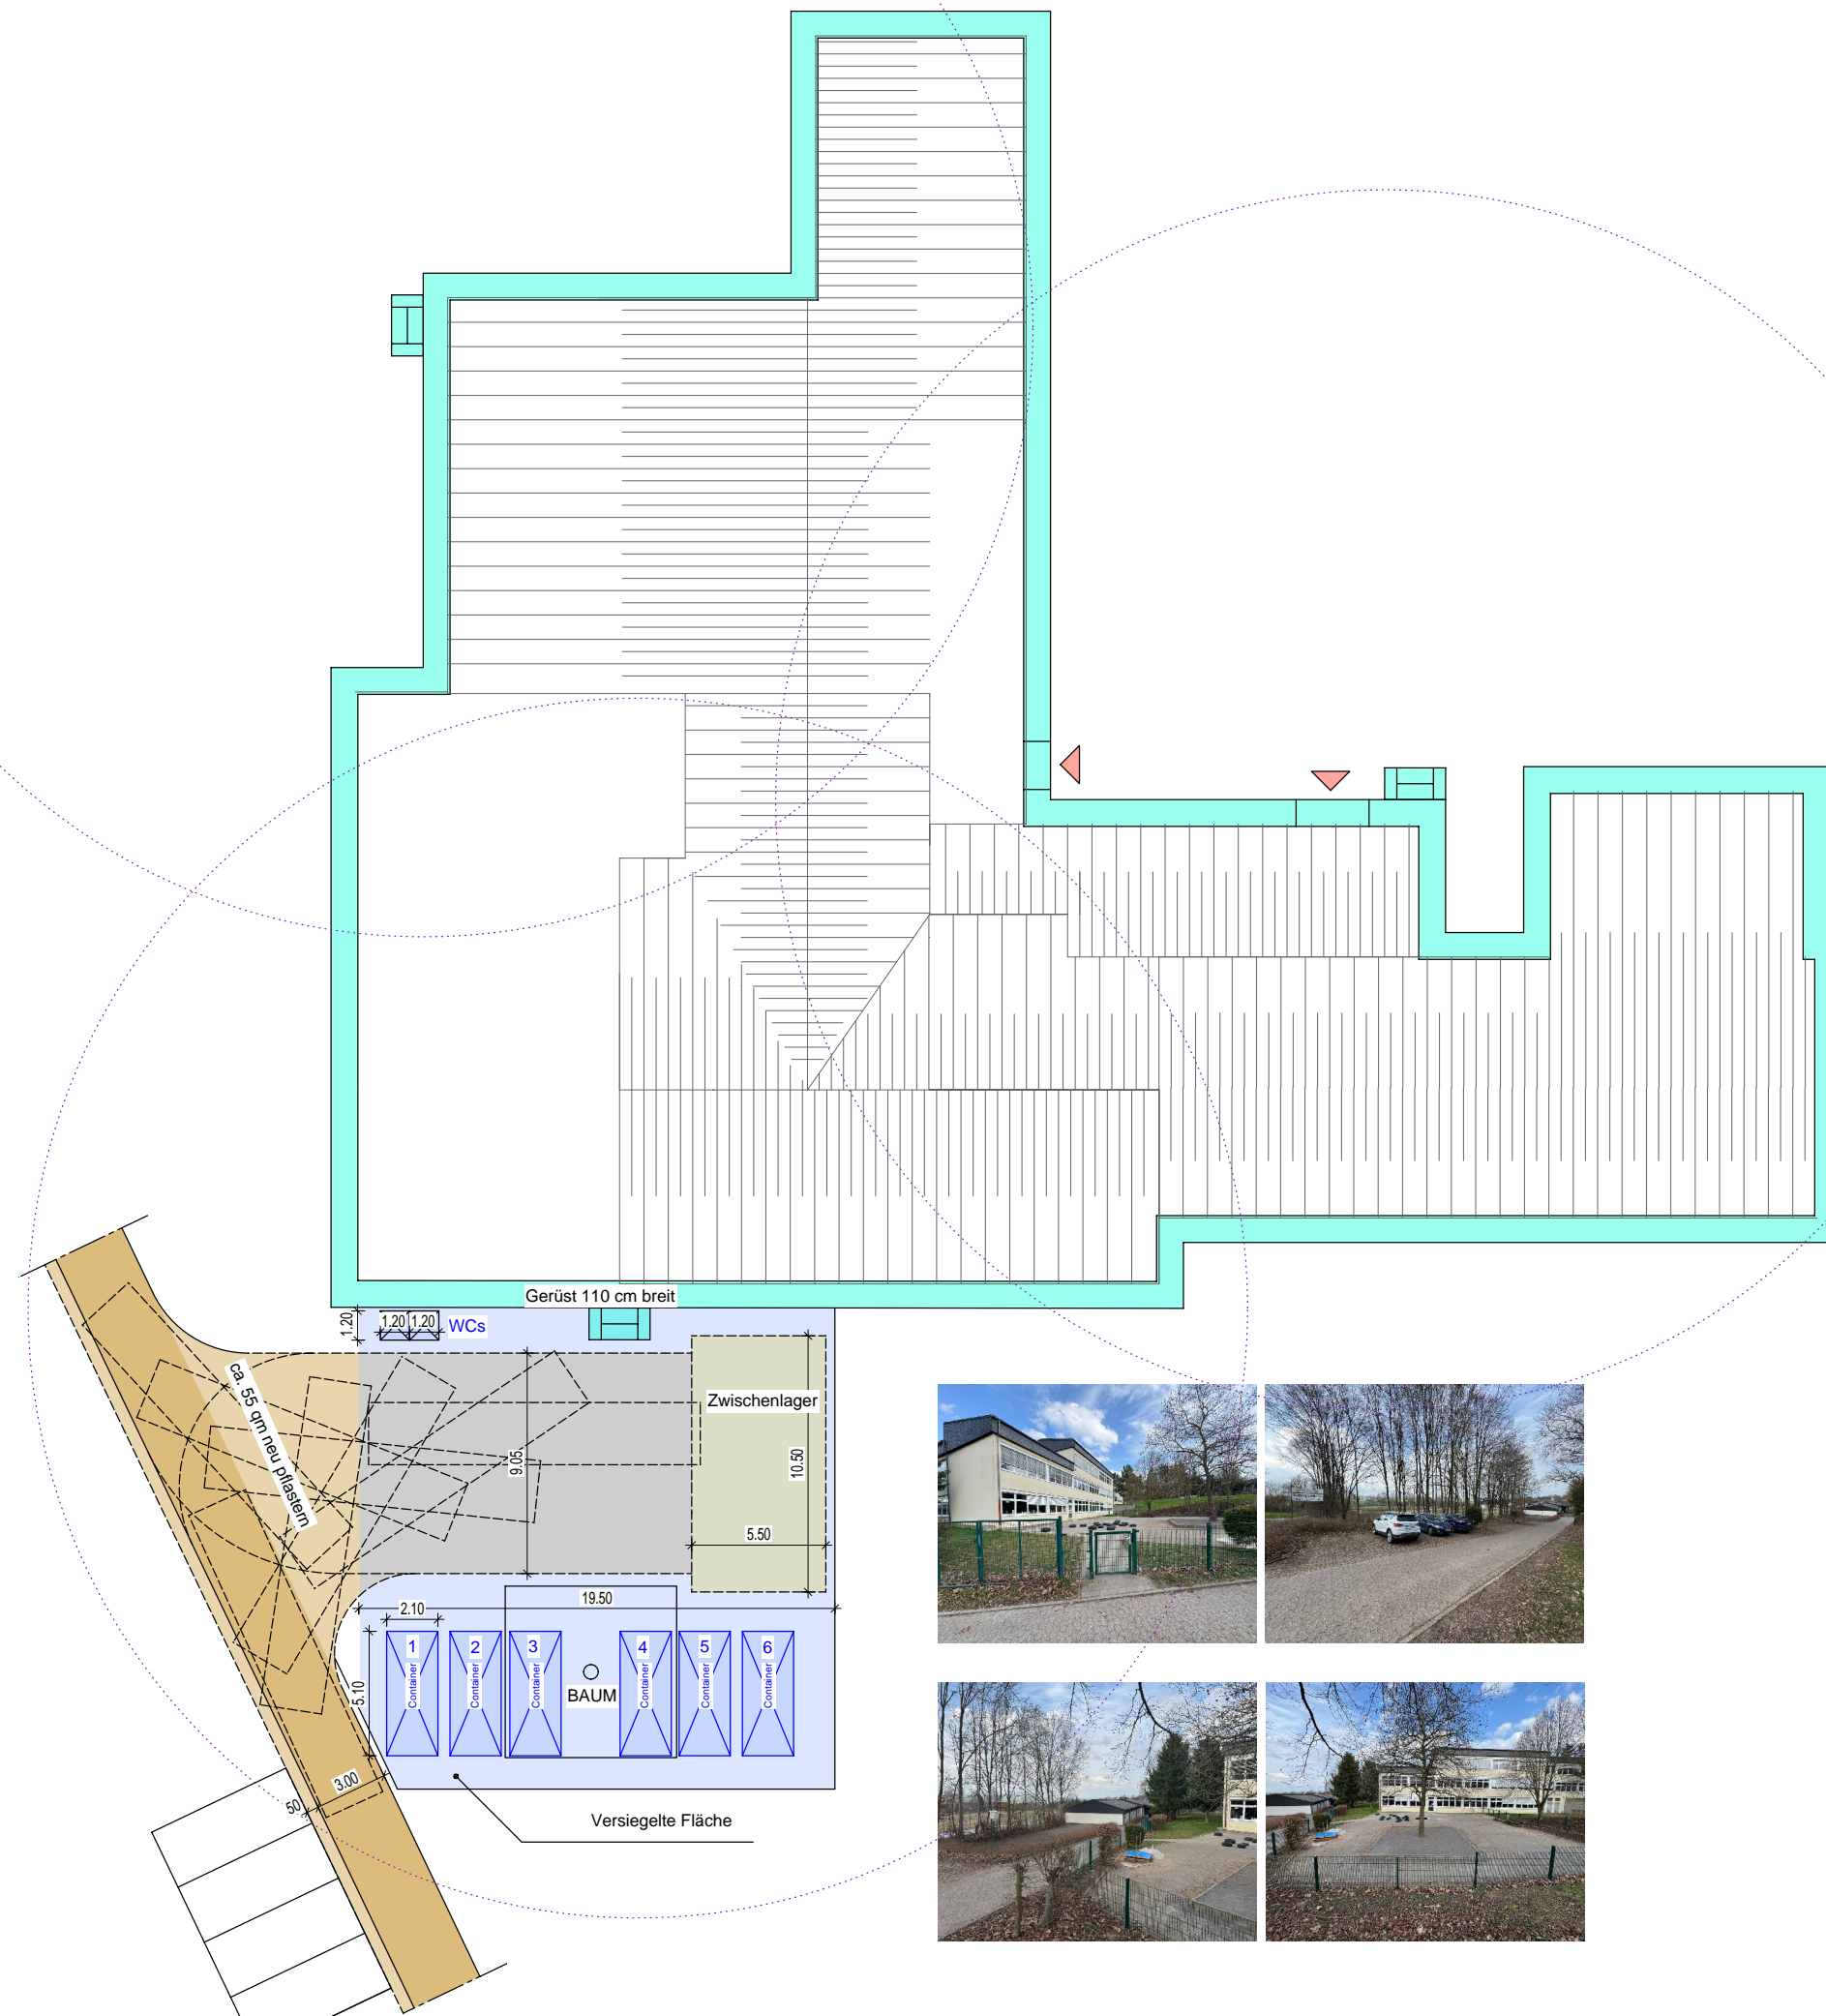 Gerüst 110 cm breit
1.20
1.20
1.20
WCs
ca. 55 qm neu pflastern
Zwischenlager
9.05
10.50
5.50
19.50
2.10
5.10
1
Container
2
Container
3
Container
4
Container
5
Container
6
Container
BAUM
3.00
50
Versiegelte Fläche